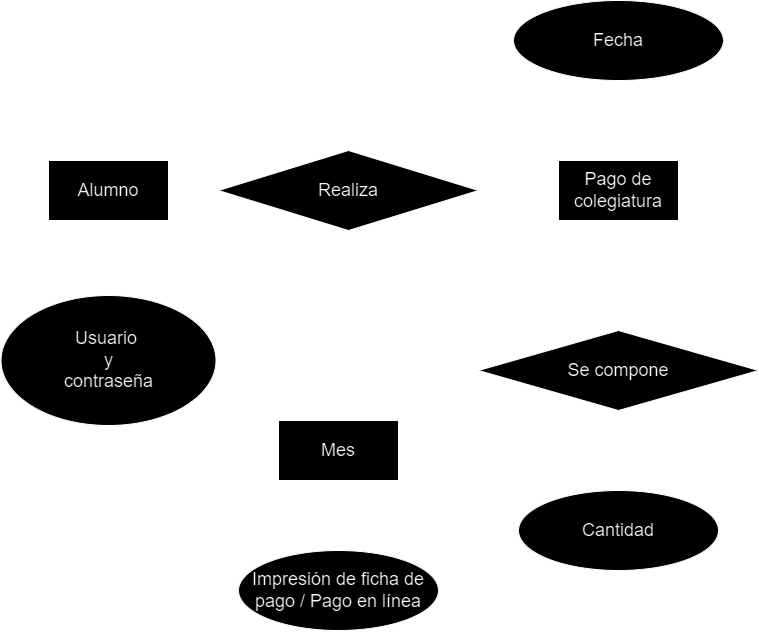 Fecha
Alumno
Realiza
Pago de
colegiatura
Usuario
y
contraseña
Se compone
Mes
Cantidad
Impresión de ficha de
pago / Pago en línea